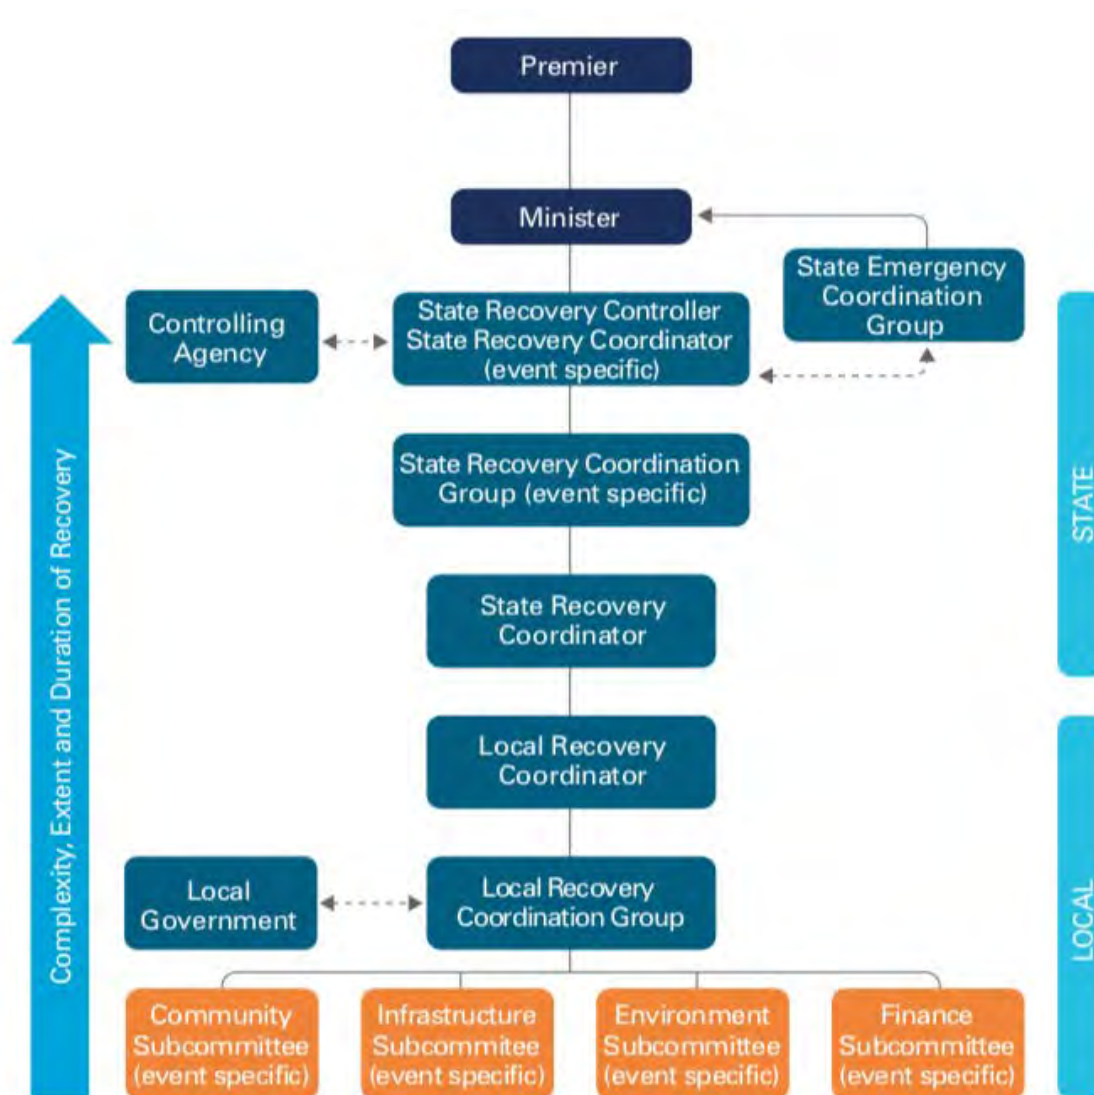 Premier
Minister
State Emergency
Coordination
Group
Controlling
Agency
State Recovery Controller
State Recovery Coordinator
(event specific)
State Recovery Coordination
Group (event specific)
State Recovery
Coordinator
Local Recovery
Coordinator
Local
Government
Local Recovery
Coordination Group
Community
Subcommittee
(event specific)
Infrastructure
Subcommitee
(event specific)
Environment
Subcommittee
(event specific)
Finance
Subcommittee
(event specific)
Complexity, Extent and Duration of Recovery
STATE
LOCAL